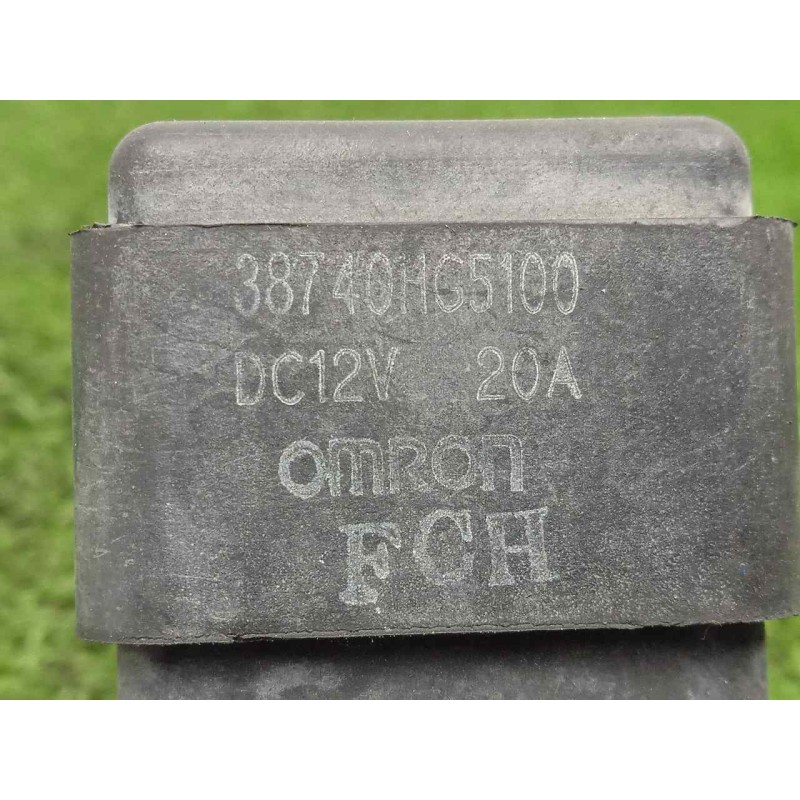 38740HG5100
DC12V 20A
omron
FCH